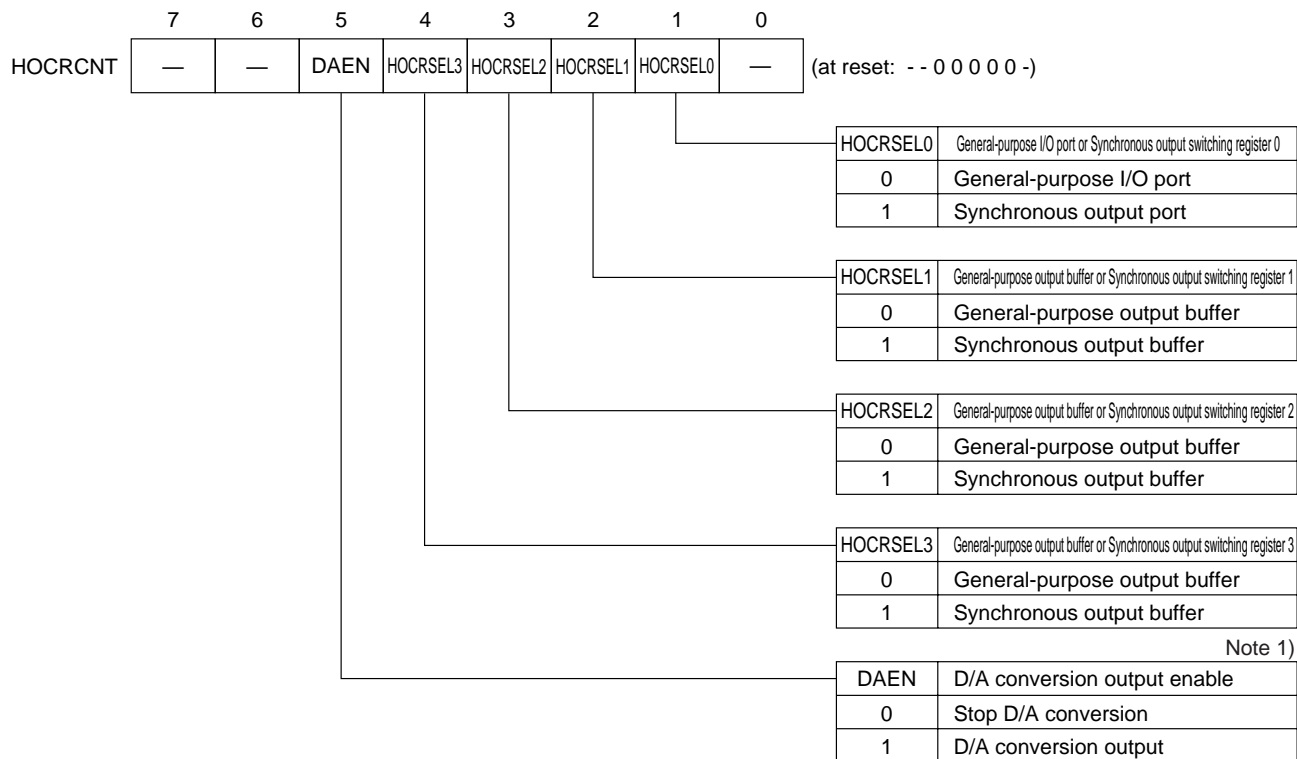 7 6 5 4 3 2 1 0
HOCRCNT — — DAEN HOCRSEL3 HOCRSEL2 HOCRSEL1 HOCRSEL0 — (at reset: - - 0 0 0 0 0 -)
HOCRSEL0 General-purpose I/O port or Synchronous output switching register 0
0 General-purpose I/O port
1 Synchronous output port
HOCRSEL1 General-purpose output buffer or Synchronous output switching register 1
0 General-purpose output buffer
1 Synchronous output buffer
HOCRSEL2 General-purpose output buffer or Synchronous output switching register 2
0 General-purpose output buffer
1 Synchronous output buffer
HOCRSEL3 General-purpose output buffer or Synchronous output switching register 3
0 General-purpose output buffer
1 Synchronous output buffer
Note 1)
DAEN D/A conversion output enable
0 Stop D/A conversion
1 D/A conversion output